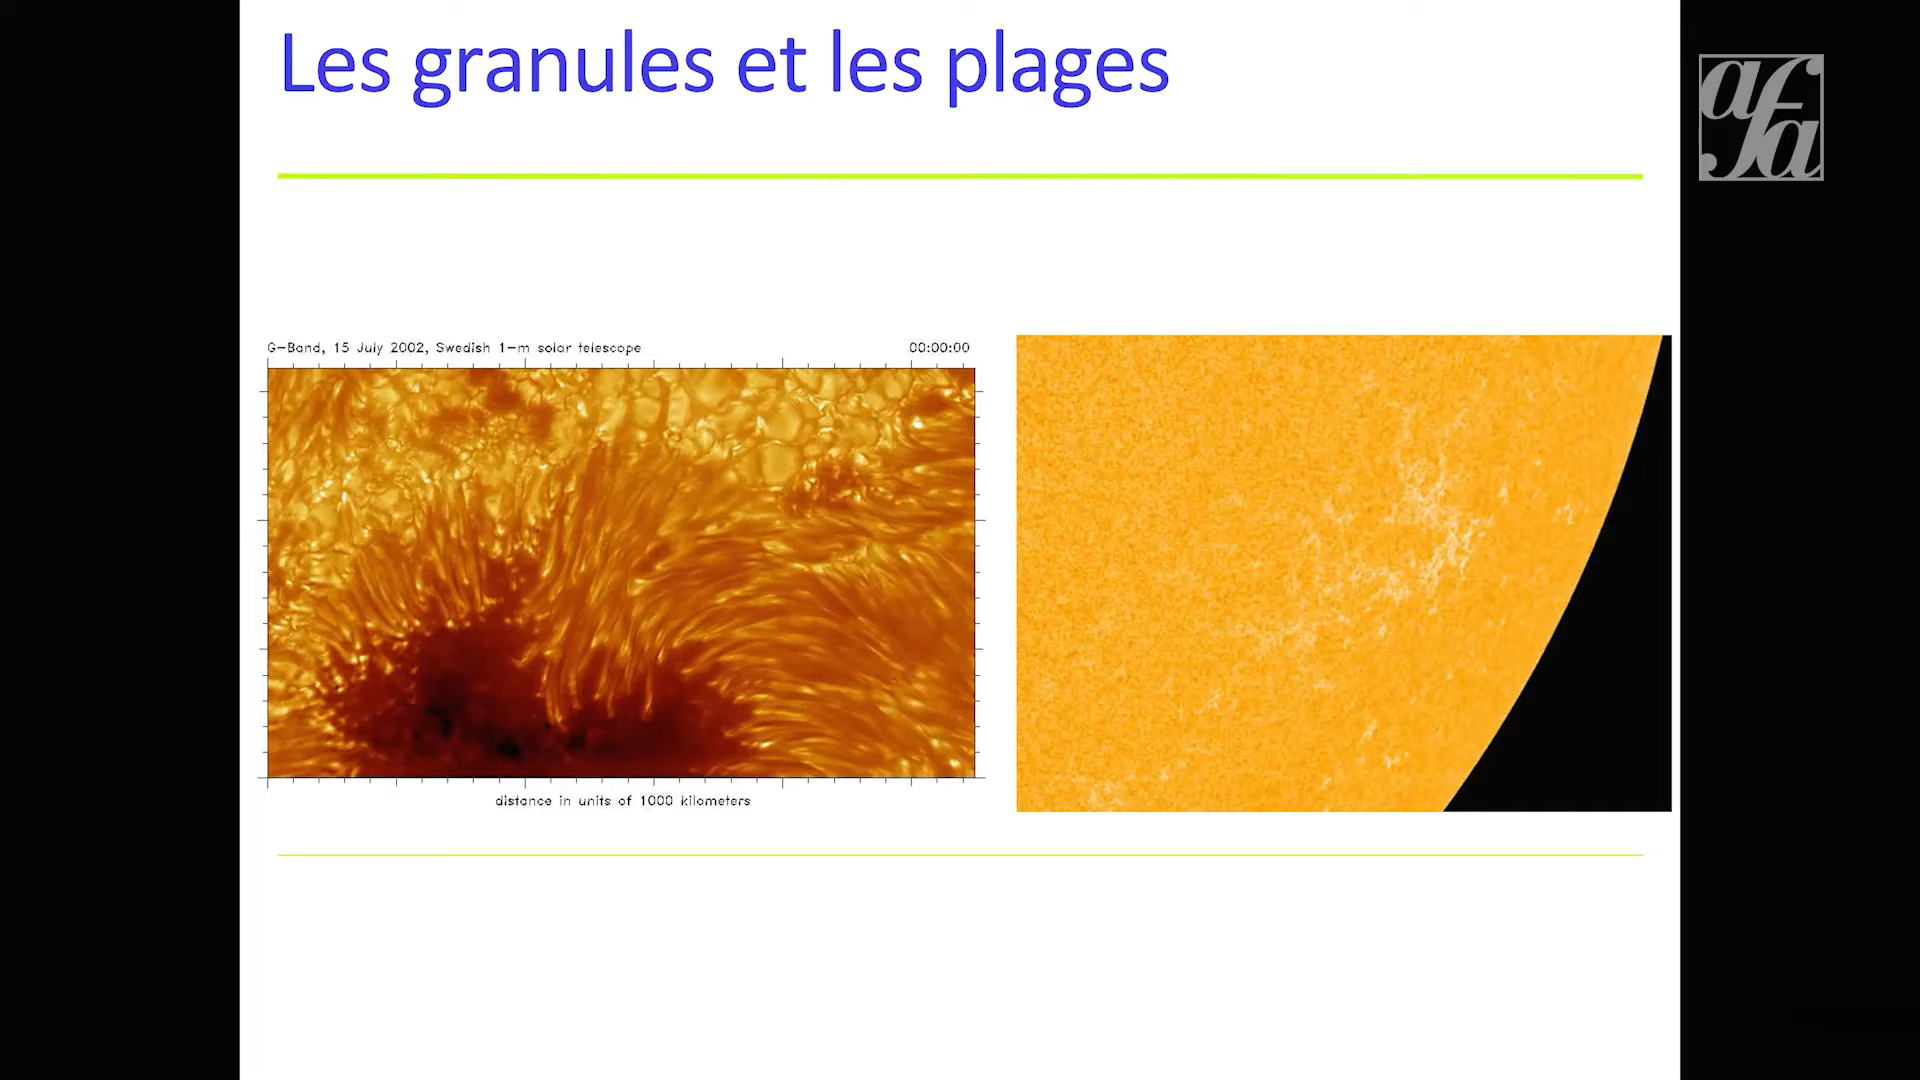 Les granules et les plages
afa
G-Band, 15 July 2002, Swedish 1-m solar telescope 00:00:00
distance in units of 1000 kilometers